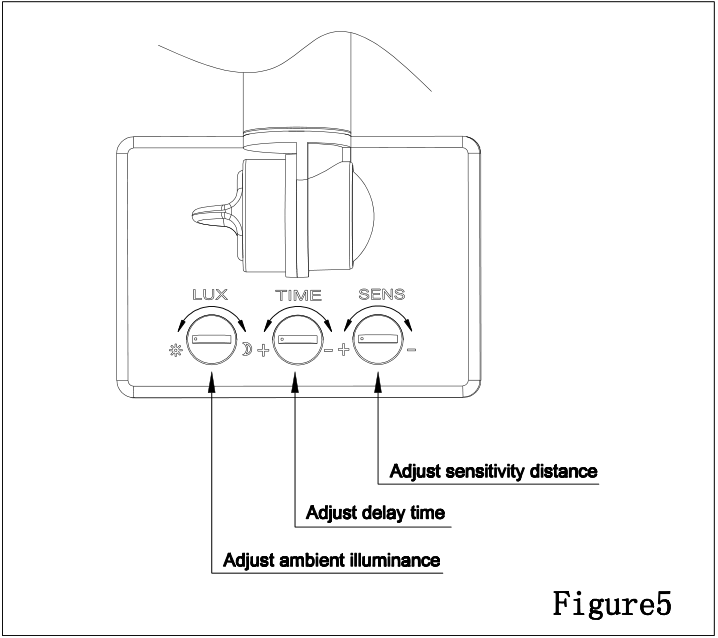 LUX TIME SENS
+ - + -
Adjust sensitivity distance
Adjust delay time
Adjust ambient illuminance
Figure5